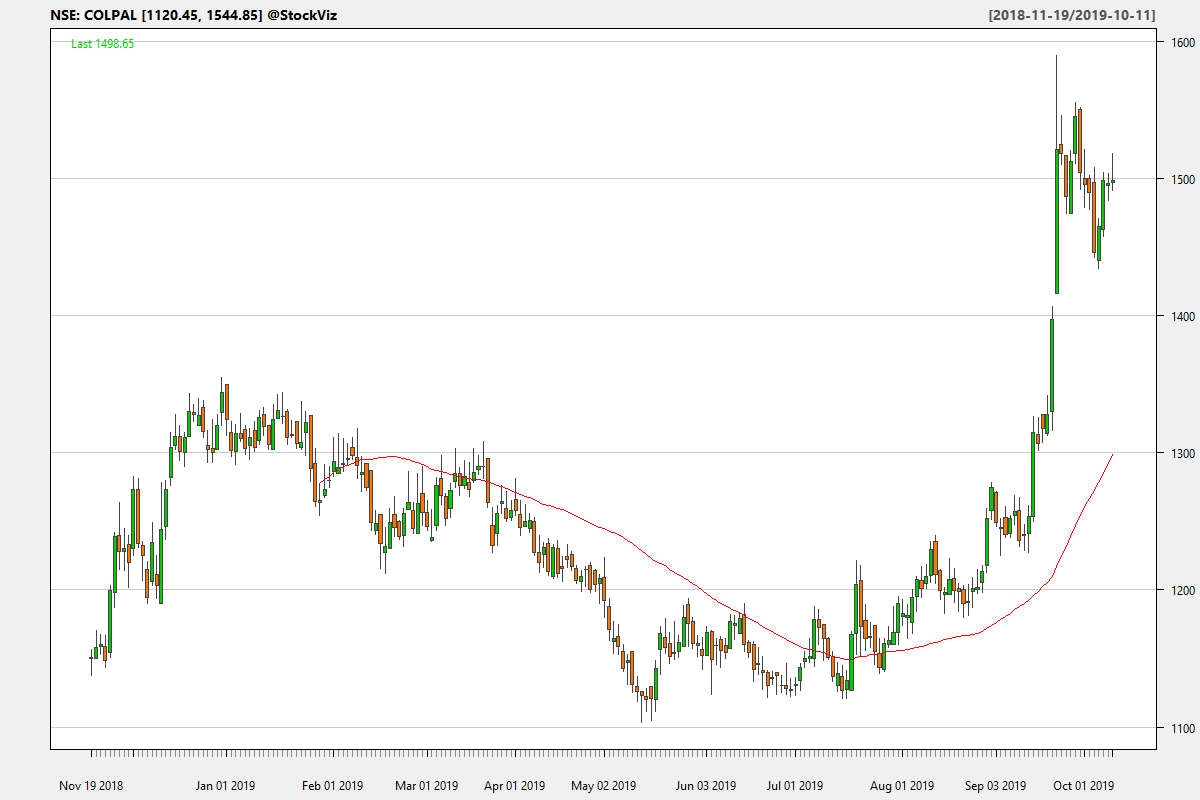 NSE: COLPAL [1120.45, 1544.85] @StockViz
[2018-11-19/2019-10-11]
Last 1498.65
1600
1500
1400
1300
1200
1100
Nov 19 2018 Jan 01 2019 Feb 01 2019 Mar 01 2019 Apr 01 2019 May 02 2019 Jun 03 2019 Jul 01 2019 Aug 01 2019 Sep 03 2019 Oct 01 2019